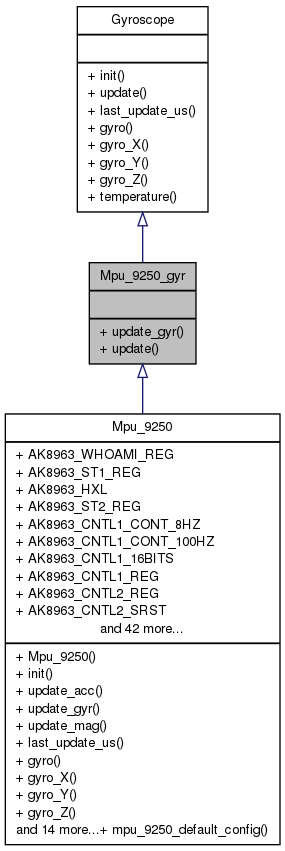 Gyroscope
+ init()
+ update()
+ last_update_us()
+ gyro()
+ gyro_X()
+ gyro_Y()
+ gyro_Z()
+ temperature()
Mpu_9250_gyr
+ update_gyr()
+ update()
Mpu_9250
+ AK8963_WHOAMI_REG
+ AK8963_ST1_REG
+ AK8963_HXL
+ AK8963_ST2_REG
+ AK8963_CNTL1_CONT_8HZ
+ AK8963_CNTL1_CONT_100HZ
+ AK8963_CNTL1_16BITS
+ AK8963_CNTL1_REG
+ AK8963_CNTL2_REG
+ AK8963_CNTL2_SRST
and 42 more...
+ Mpu_9250()
+ init()
+ update_acc()
+ update_gyr()
+ update_mag()
+ last_update_us()
+ gyro()
+ gyro_X()
+ gyro_Y()
+ gyro_Z()
and 14 more...+ mpu_9250_default_config()